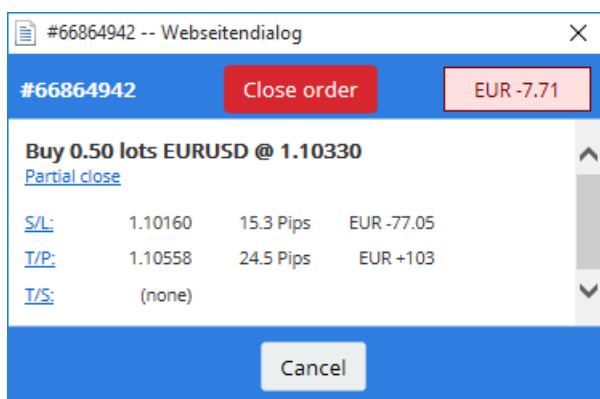 #66864942 -- Webseitendialog
#66864942 Close order EUR -7.71
Buy 0.50 lots EURUSD @ 1.10330
Partial close
S/L: 1.10160 15.3 Pips EUR -77.05
T/P: 1.10558 24.5 Pips EUR +103
T/S: (none)
Cancel